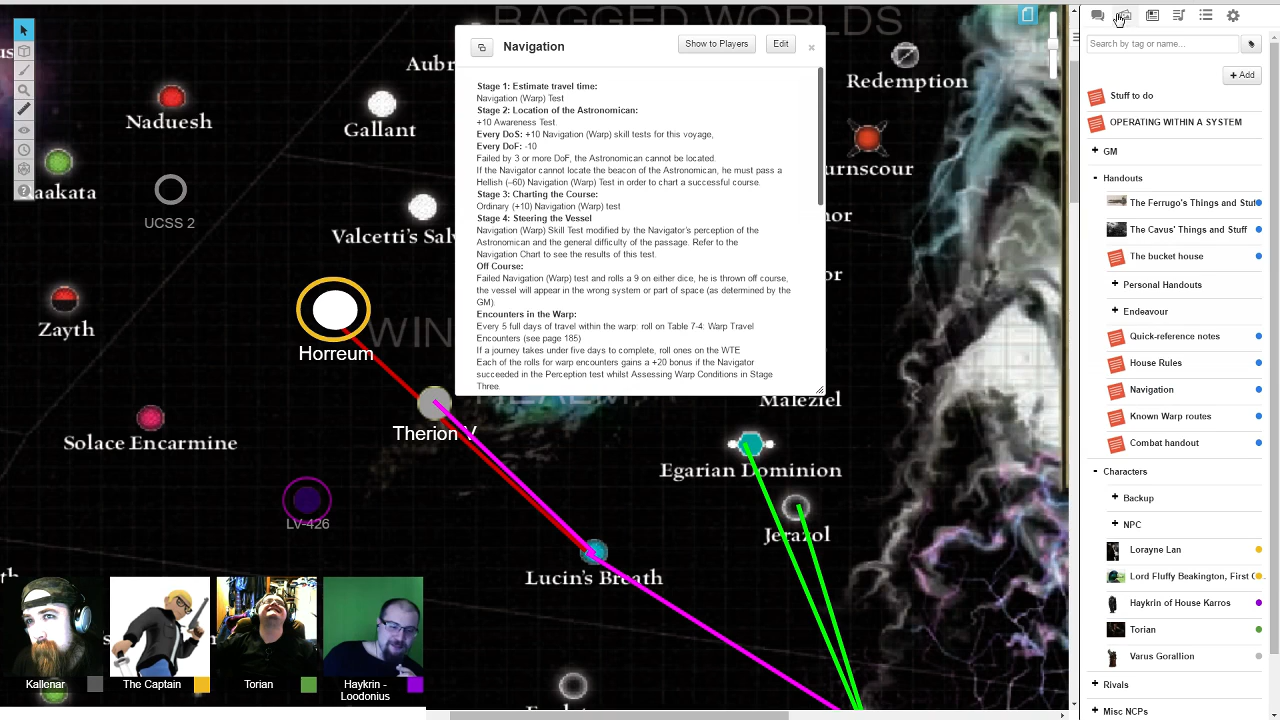 RAGGED WORLDS
Aubr
Naduesh
Gallant
aakata
UCSS 2
Valcetti's Salv
Zayth
WIN
Horreum
Solace Encarmine
Therion V
LV-426
Lucin's Breath
Redemption
urnscour
nor
or
Maleziel
Egarian Dominion
Jerazol
Navigation
Show to Players
Edit
×
Stage 1: Estimate travel time:
Navigation (Warp) Test
Stage 2: Location of the Astronomican:
+10 Awareness Test.
Every DoS: +10 Navigation (Warp) skill tests for this voyage,
Every DoF: -10
Failed by 3 or more DoF, the Astronomican cannot be located.
If the Navigator cannot locate the beacon of the Astronomican, he must pass a
Hellish (–60) Navigation (Warp) Test in order to chart a successful course.
Stage 3: Charting the Course:
Ordinary (+10) Navigation (Warp) test
Stage 4: Steering the Vessel
Navigation (Warp) Skill Test modified by the Navigator's perception of the
Astronomican and the general difficulty of the passage. Refer to the
Navigation Chart to see the results of this test.
Off Course:
Failed Navigation (Warp) test and rolls a 9 on either dice, he is thrown off course,
the vessel will appear in the wrong system or part of space (as determined by the
GM).
Encounters in the Warp:
Every 5 full days of travel within the warp: roll on Table 7-4: Warp Travel
Encounters (see page 185)
If a journey takes under five days to complete, roll ones on the WTE
Each of the rolls for warp encounters gains a +20 bonus if the Navigator
succeeded in the Perception test whilst Assessing Warp Conditions in Stage
Three.
Kallenar
The Captain
Torian
Haykrin -
Loodonius
Search by tag or name...
+Add
Stuff to do
OPERATING WITHIN A SYSTEM
+ GM
- Handouts
The Ferrugo's Things and Stuf
The Party's Things and Stuff
The bucket house
+ Houses
+ Endeavour
Quick-reference notes
Ship notes
Navigation
Known Warp routes
Combat handout
- Characters
+ Backup
+ NPC
Lorayne Lan
Haykrin of House Karros
Torian
Varus Gorallion
+ Rivals
+ Misc NPCs